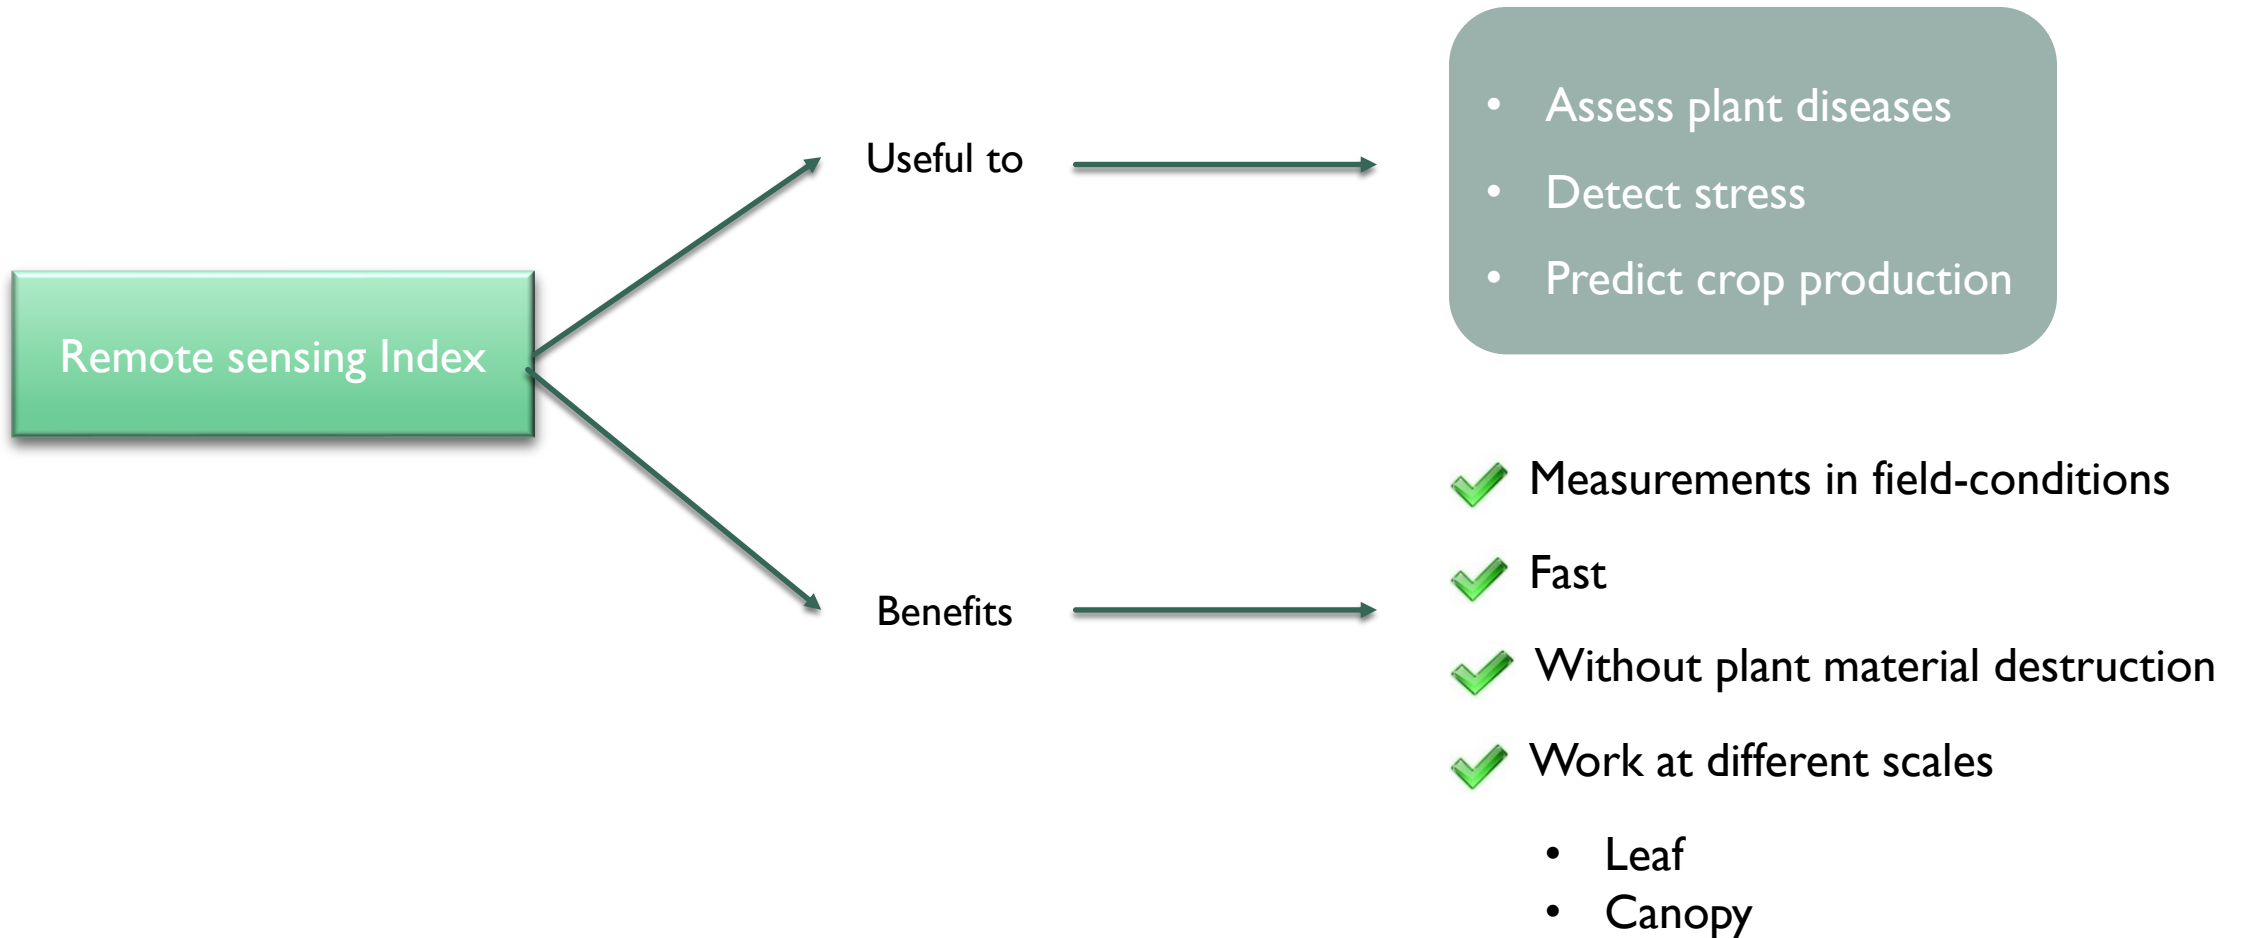 Remote sensing Index
Useful to
• Assess plant diseases
• Detect stress
• Predict crop production
Benefits
Measurements in field-conditions
Fast
Without plant material destruction
Work at different scales
• Leaf
• Canopy